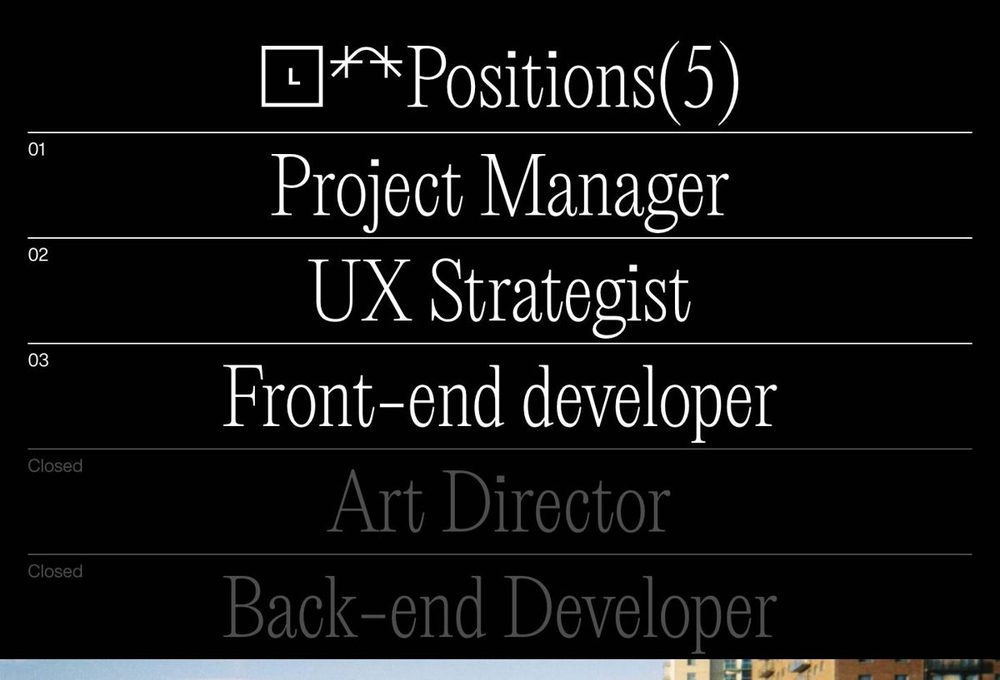 L Positions(5)
01
Project Manager
02
UX Strategist
03
Front-end developer
Closed
Art Director
Closed
Back-end Developer